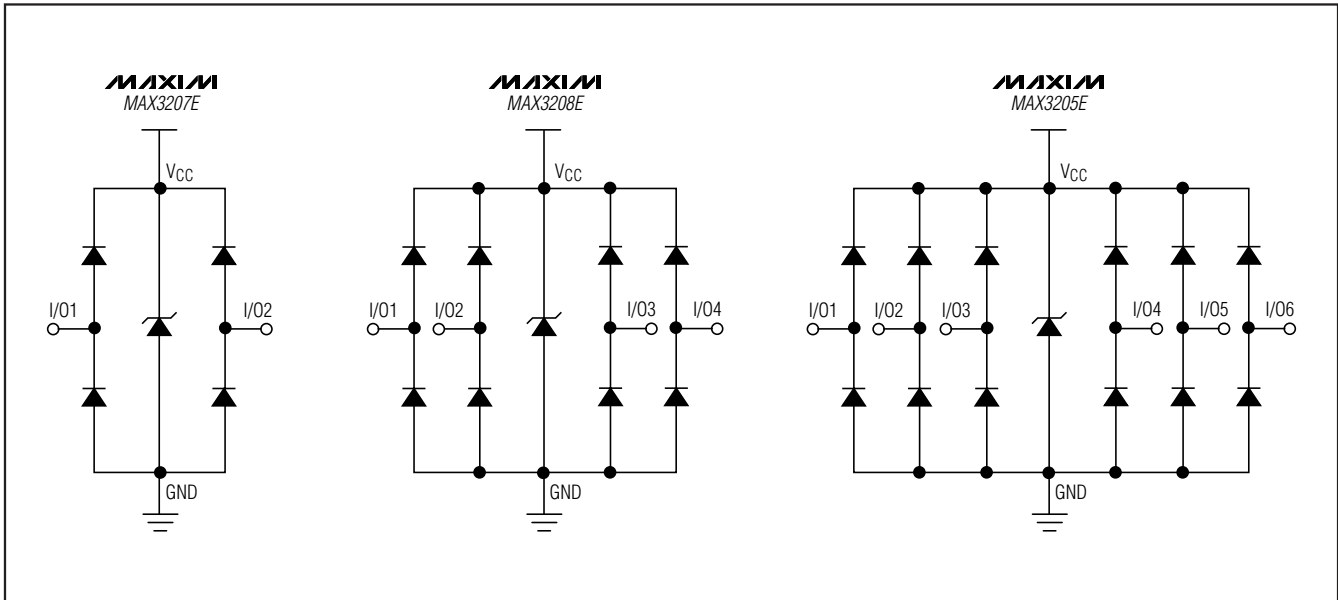 MAXIM
MAX3207E
VCC
I/O1
I/O2
GND
MAXIM
MAX3208E
VCC
I/O1
I/O2
I/O3
I/O4
GND
MAXIM
MAX3205E
VCC
I/O1
I/O2
I/O3
I/O4
I/O5
I/O6
GND